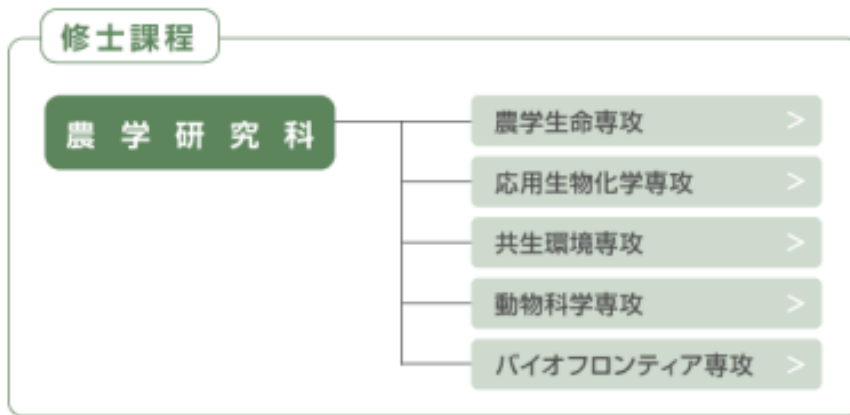 修士課程
農学研究科
農学生命専攻 >
応用生物化学専攻 >
共生環境専攻 >
動物科学専攻 >
バイオフロンティア専攻 >